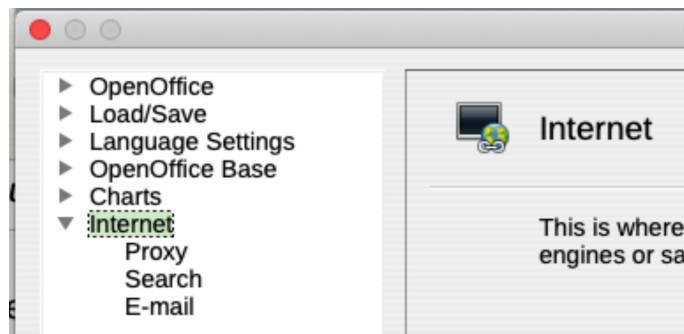 OpenOffice
Load/Save
Language Settings
OpenOffice Base
Charts
Internet
Proxy
Search
E-mail
Internet
This is where
engines or sa